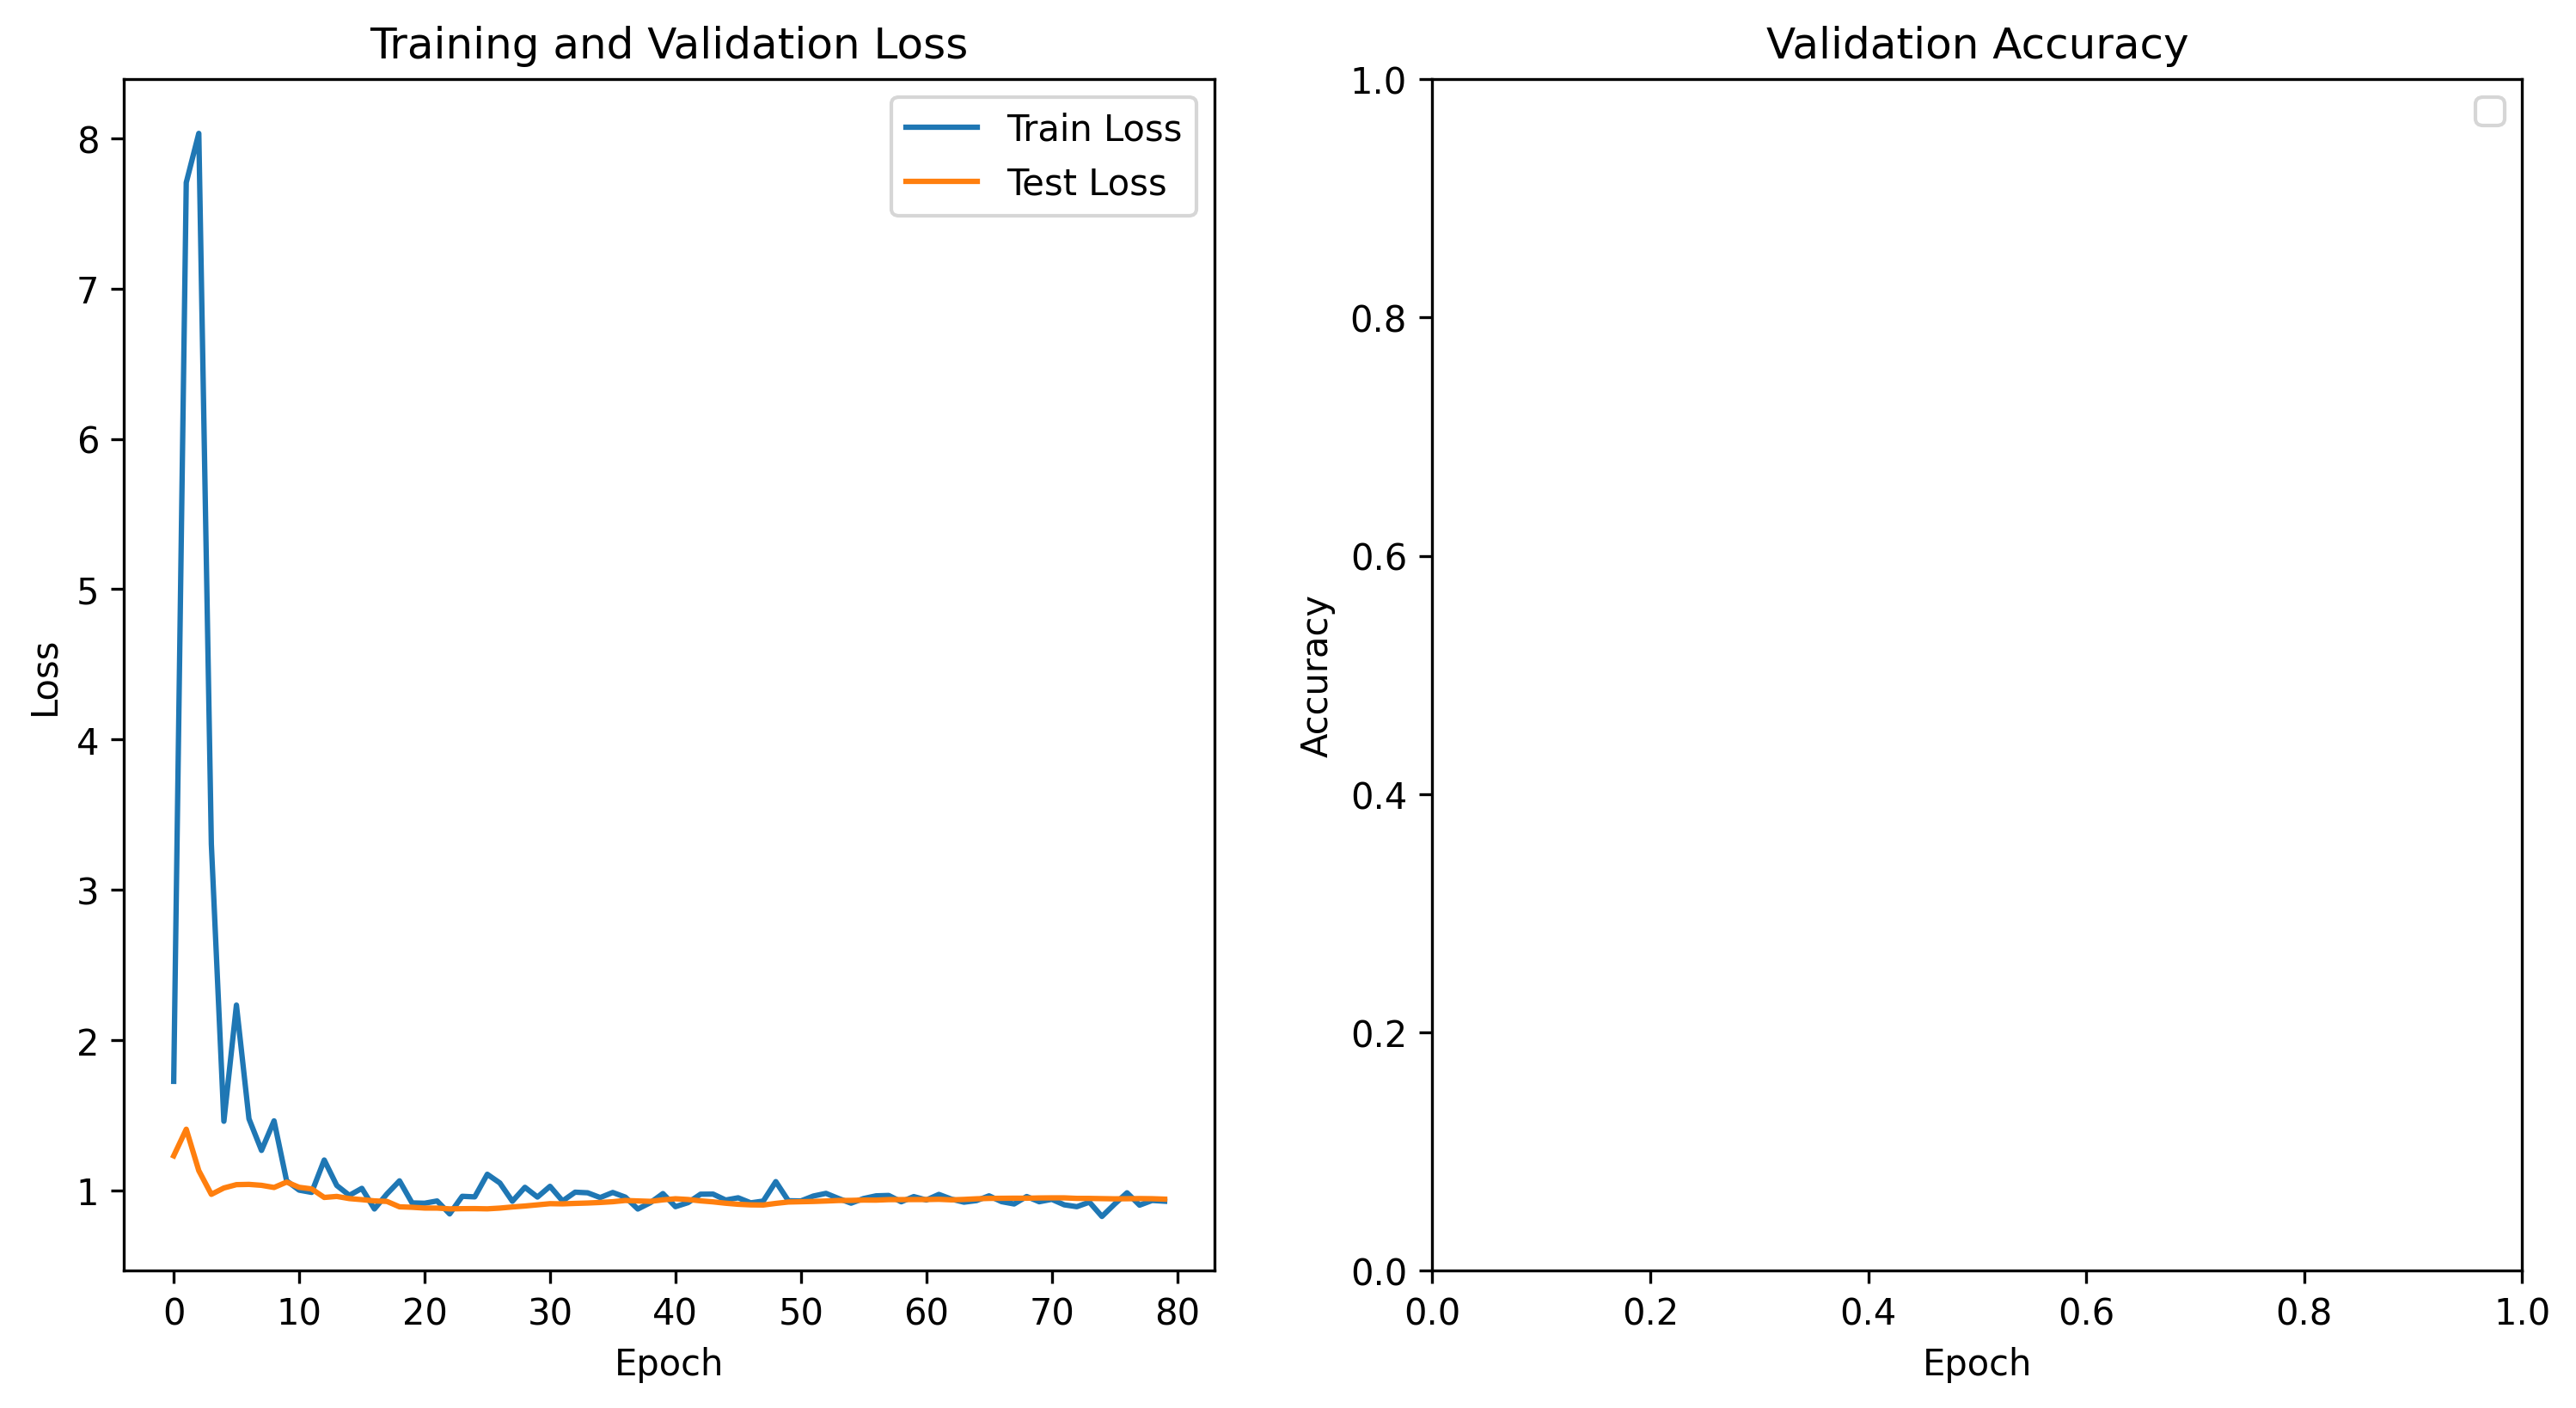 Training and Validation Loss
Train Loss
Test Loss
8
7
6
5
4
3
2
1
Loss
0 10 20 30 40 50 60 70 80
Epoch
Validation Accuracy
1.0
0.8
0.6
0.4
0.2
0.0
Accuracy
0.0 0.2 0.4 0.6 0.8 1.0
Epoch